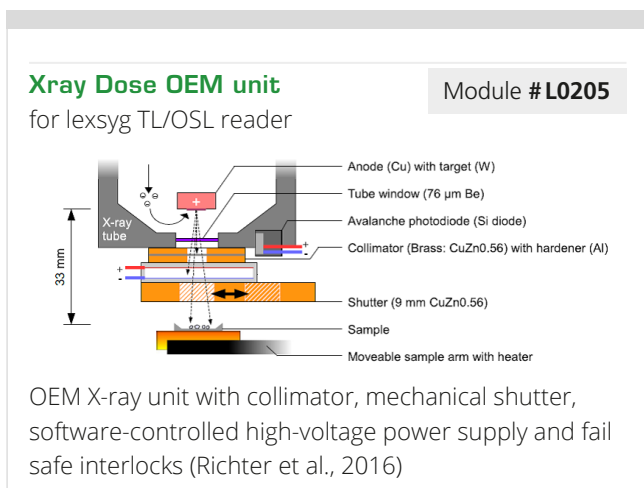 Xray Dose OEM unit
for lexsyg TL/OSL reader
Module # L0205
Anode (Cu) with target (W)
Tube window (76 µm Be)
Avalanche photodiode (Si diode)
Collimator (Brass: CuZn0.56) with hardener (Al)
Shutter (9 mm CuZn0.56)
Sample
Moveable sample arm with heater
X-ray
tube
33 mm
+
+
-
+
-
OEM X-ray unit with collimator, mechanical shutter,
software-controlled high-voltage power supply and fail
safe interlocks (Richter et al., 2016)